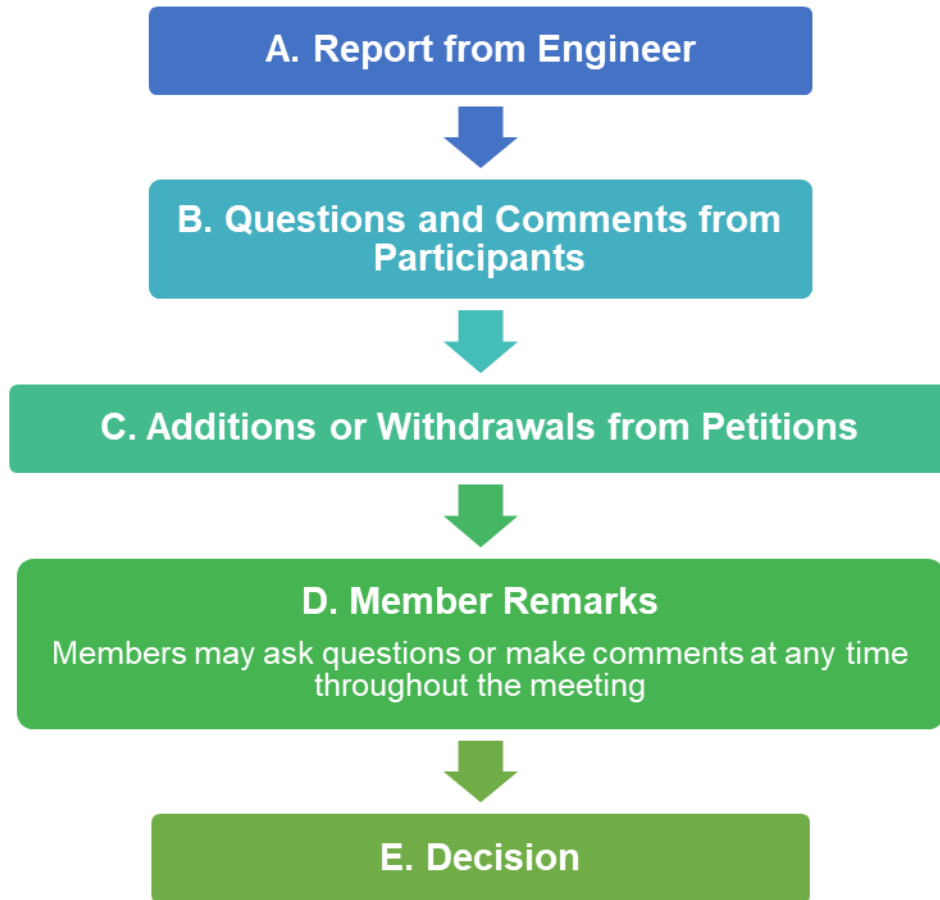 A. Report from Engineer
B. Questions and Comments from
Participants
C. Additions or Withdrawals from Petitions
D. Member Remarks
Members may ask questions or make comments at any time
throughout the meeting
E. Decision